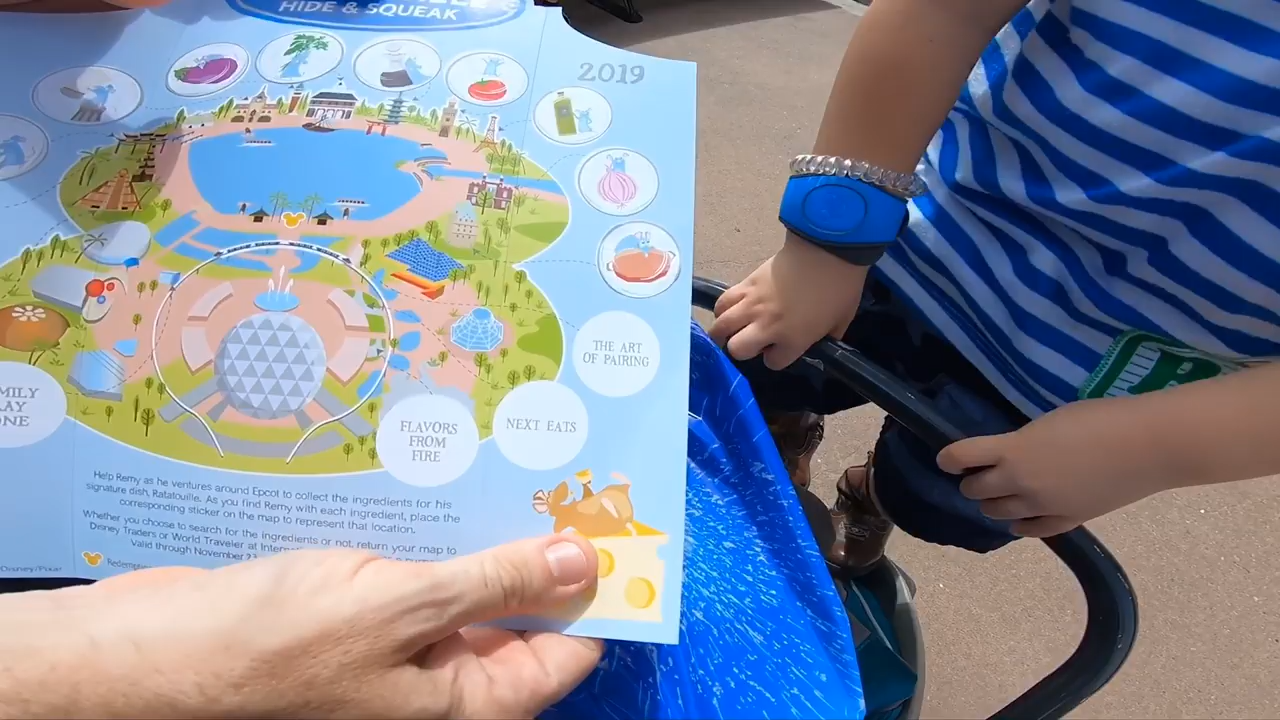 HIDE & SQUEAK
2019
THE ART
OF PAIRING
NEXT EATS
FLAVORS
FROM
FIRE
Help Remy as he ventures around Epcot to collect the ingredients for his
signature dish, Ratatouille. As you find Remy with each ingredient, place the
corresponding sticker on the map to represent that location.
Whether you choose to search for the ingredients or not, return your map to
Disney Traders or World Traveler at
Valid through November
Disney/Pixar